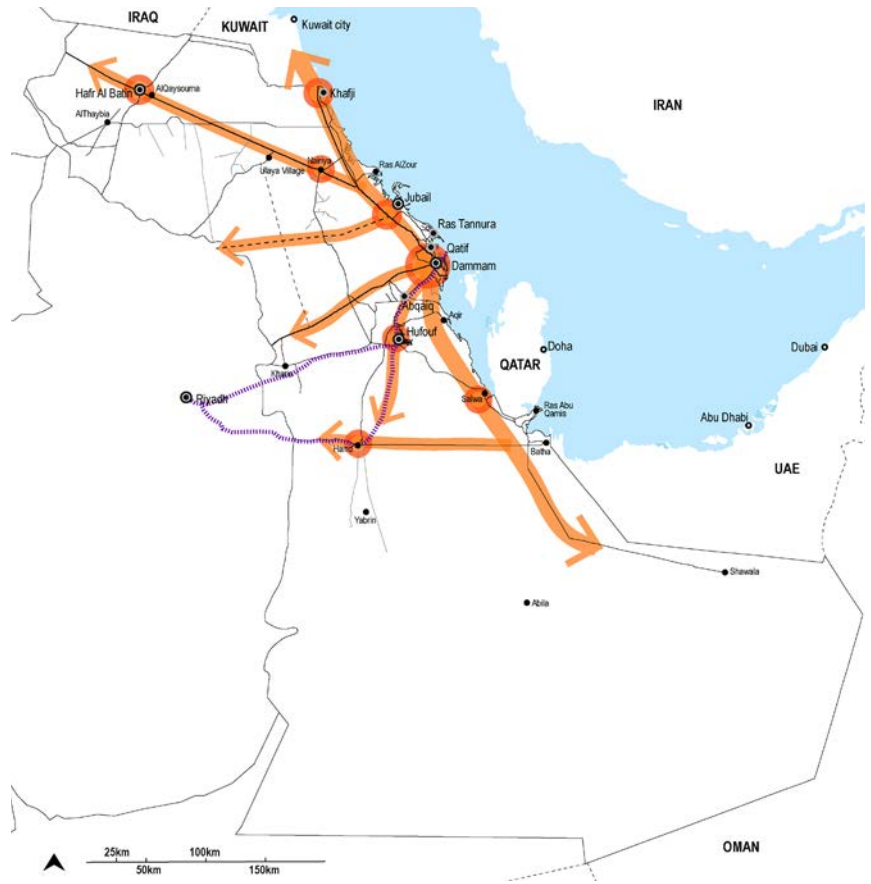 IRAQ
KUWAIT
Kuwait city
Hafr Al Batin
AlQaysouma
Khafji
IRAN
AlThaybia
Nairiya
Ulaya Village
Ras AlZour
Jubail
Ras Tannura
Qatif
Dammam
Abqaiq
Aqir
Hufouf
Doha
Dubai
QATAR
Riyadh
Salwa
Ras Abu
Qamis
Abu Dhabi
Batha
UAE
Yabrin
Shawala
Abila
OMAN
25km
100km
50km
150km